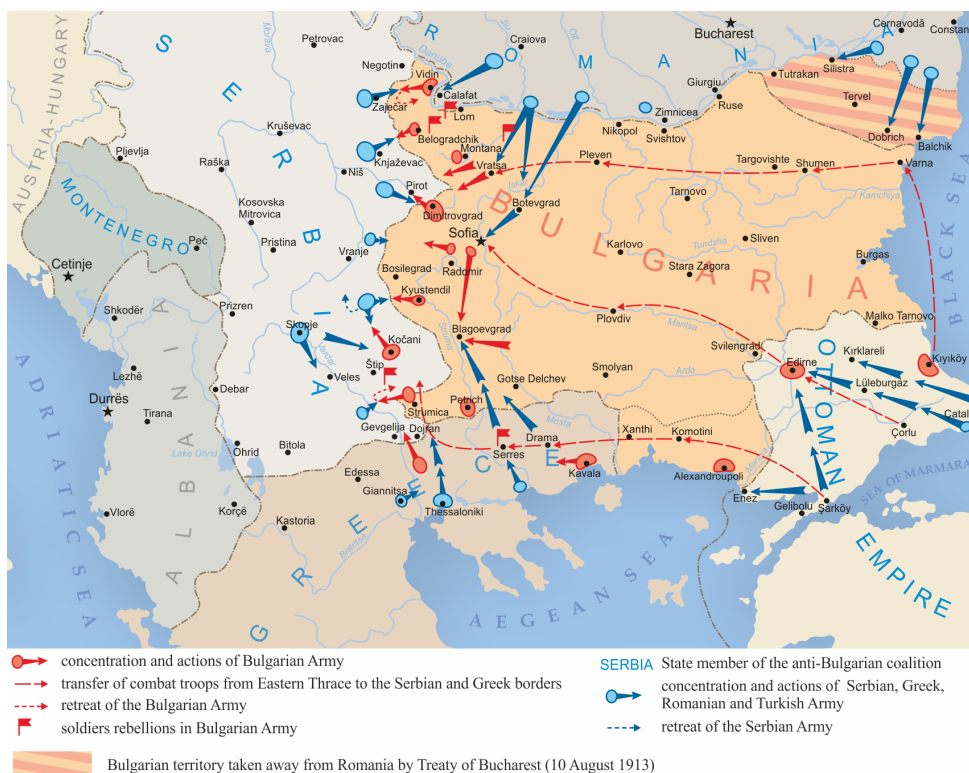 Petrovac
Craiova
Bucharest
Cernavodă
Constan
Morava
Jiu
Olt
SERBIA
ROMANIA
AUSTRIA-HUNGARY
Negotin
Danube
Vidin
Calafat
Zaječar
Lom
Giurgiu
Ruse
Tutrakan
Silistra
Tervel
Zimnicea
Svishtov
Nikopol
Dobrich
Balchik
Kruševac
Belogradchik
Pljevlja
Raška
Knjaževac
Niš
Montana
Vratsa
Pleven
Targovishte
Shumen
Varna
MONTENEGRO
Kosovska
Mitrovica
Pirot
Dimitrovgrad
Iskar
Botevgrad
Tarnovo
Kamchiya
BULGARIA
BLACK SEA
Peć
Pristina
Vranje
Sofia
Radomir
Karlovo
Tundzha
Sliven
Stara Zagora
Burgas
Cetinje
Bosilegrad
Kyustendil
Shkodër
Prizren
Skopje
Vardar
Kočani
Struma
Blagoevgrad
Plovdiv
Maritsa
Malko Tarnovo
Svilengrad
ADRIATIC SEA
ALBANIA
Lezhë
Durrës
Tirana
Debar
Veles
Štip
Strumica
Petrich
Gotse Delchev
Smolyan
Arda
Edirne
Kırklareli
Kıyıköy
Lüleburgaz
Catal
Çorlu
OTTOMAN
EMPIRE
Gevgelija
Dojran
Mesta
Drama
Xanthi
Komotini
Maritsa
Ohrid
Lake Ohrid
Bitola
Serres
Kavala
Alexandroupoli
Enez
Gelibolu
Şarköy
SEA OF MARMARA
Edessa
Giannitsa
Thessaloniki
GREECE
Vlorë
Korçë
Kastoria
Bistritsa
AEGEAN SEA
concentration and actions of Bulgarian Army
transfer of combat troops from Eastern Thrace to the Serbian and Greek borders
retreat of the Bulgarian Army
soldiers rebellions in Bulgarian Army
SERBIA State member of the anti-Bulgarian coalition
concentration and actions of Serbian, Greek,
Romanian and Turkish Army
retreat of the Serbian Army
Bulgarian territory taken away from Romania by Treaty of Bucharest (10 August 1913)